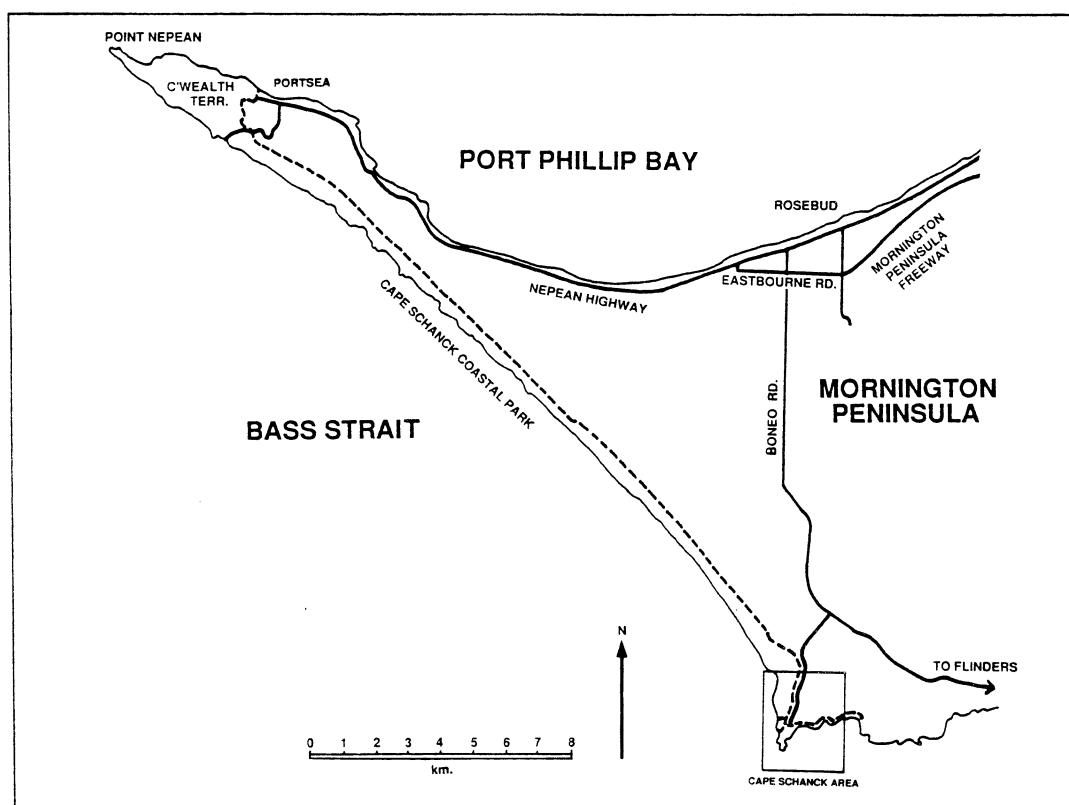 POINT NEPEAN
C'WEALTH
TERR.
PORTSEA
PORT PHILLIP BAY
ROSEBUD
MORNINGTON
PENINSULA
FREEWAY
EASTBOURNE RD.
NEPEAN HIGHWAY
CAPE SCHANCK COASTAL PARK
BONEO RD.
MORNINGTON
PENINSULA
BASS STRAIT
N
TO FLINDERS
0 1 2 3 4 5 6 7 8
km.
CAPE SCHANCK AREA